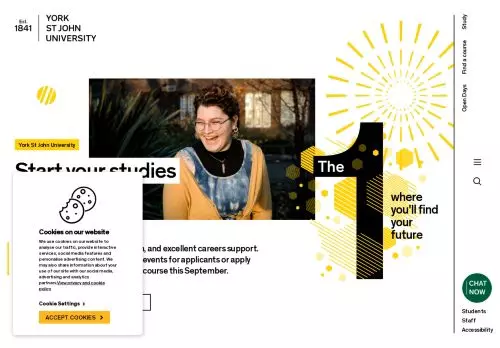 Est.
1841
YORK
ST JOHN
UNIVERSITY
Study
Find a course
Open Days
York St John University
Start your studies
The 1
where
you'll find
your
future
, and excellent careers support.
events for applicants or apply
course this September.
Cookies on our website
We use cookies on our website to
analyse our traffic, provide interactive
services, social media features and
personalise advertising content. We
may also share information about your
use of our site with our social media,
advertising and analytics
partners.View privacy and cookie
policy
Cookie Settings
ACCEPT COOKIES
CHAT
NOW
Students
Staff
Accessibility